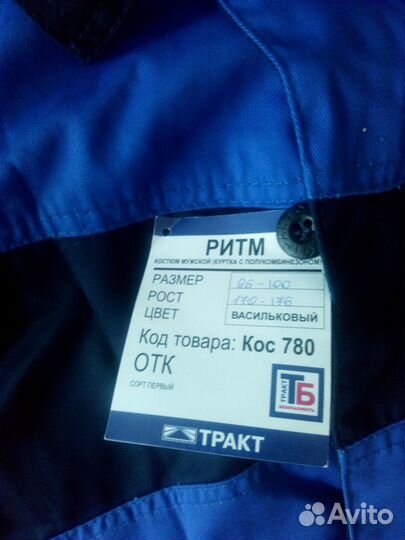 РИТМ
КОСТЮМ МУЖСКОЙ (КУРТКА С ПОЛУКОМБИНЕЗОНОМ)
РАЗМЕР 96-100
РОСТ 170-176
ЦВЕТ ВАСИЛЬКОВЫЙ
Код товара: Кос 780
ОТК
СОРТ ПЕРВЫЙ
ТРАКТ
ТБ
БЕЗОПАСНОСТЬ
ТРАКТ
Avito